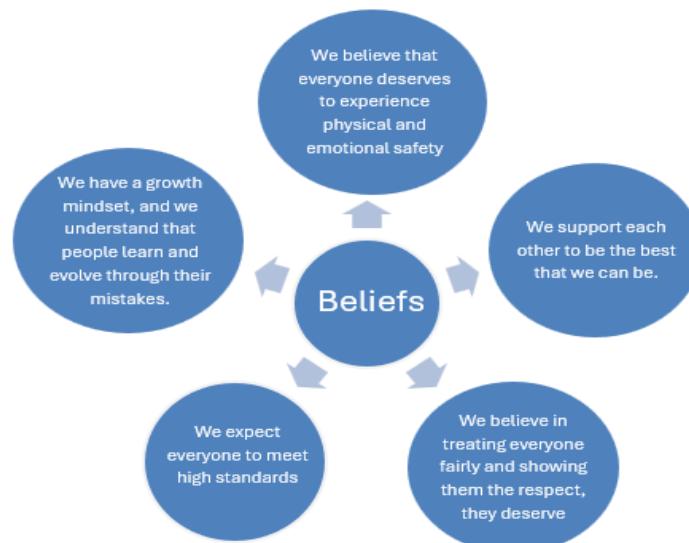 We believe that
everyone deserves
to experience
physical and
emotional safety
We have a growth
mindset, and we
understand that
people learn and
evolve through their
mistakes.
We support each
other to be the best
that we can be.
Beliefs
We expect
everyone to meet
high standards
We believe in
treating everyone
fairly and showing
them the respect,
they deserve